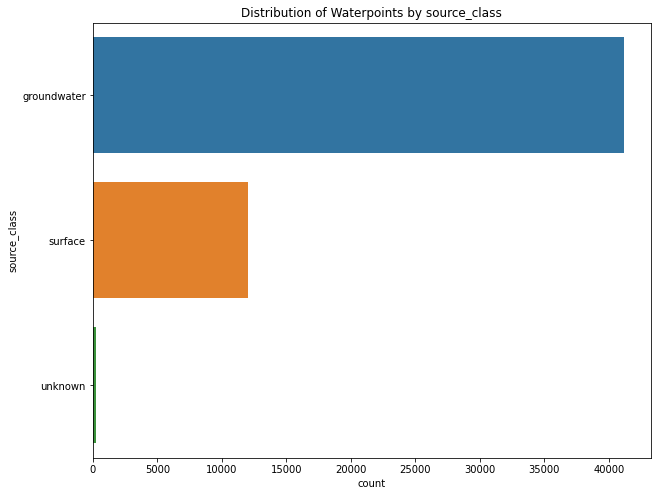 Distribution of Waterpoints by source_class
groundwater
surface
unknown
source_class
0 5000 10000 15000 20000 25000 30000 35000 40000
count